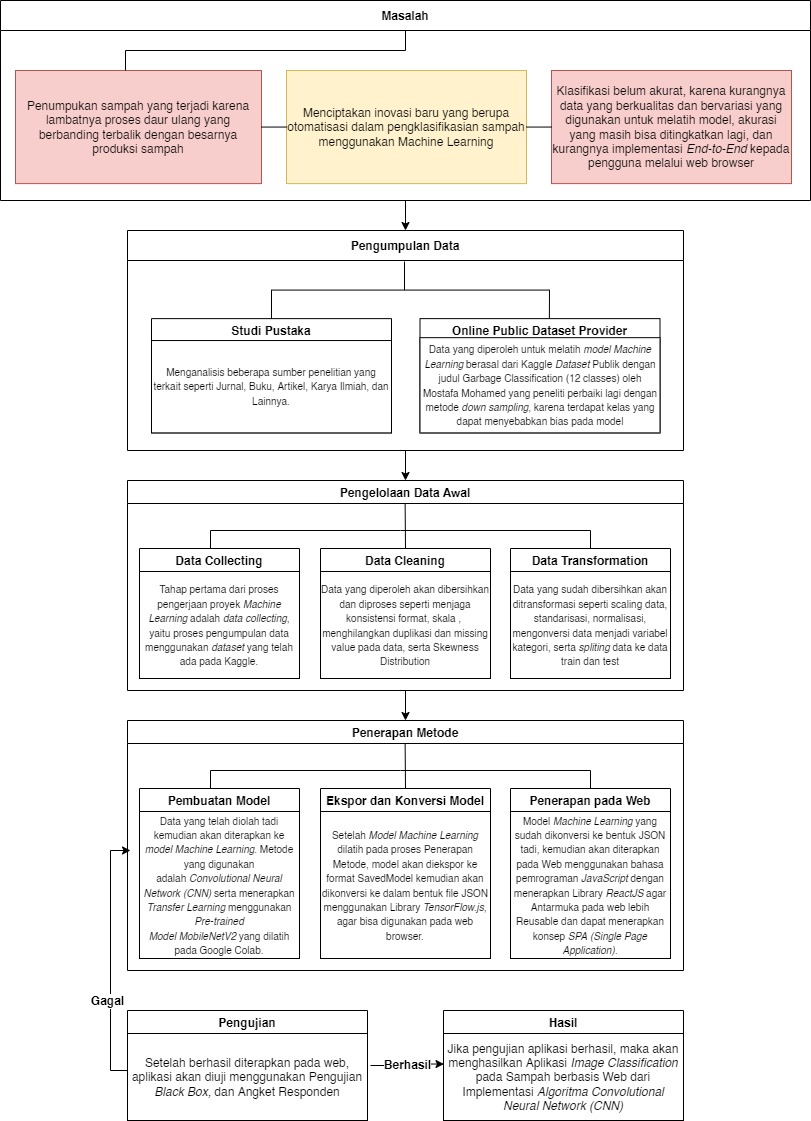 Masalah
Penumpukan sampah yang terjadi karena
lambatnya proses daur ulang yang
berbanding terbalik dengan besarnya
produksi sampah
Menciptakan inovasi baru yang berupa
otomatisasi dalam pengklasifikasian sampah
menggunakan Machine Learning
Klasifikasi belum akurat, karena kurangnya
data yang berkualitas dan bervariasi yang
digunakan untuk melatih model, akurasi
yang masih bisa ditingkatkan lagi, dan
kurangnya implementasi End-to-End kepada
pengguna melalui web browser
Pengumpulan Data
Studi Pustaka
Menganalisis beberapa sumber penelitian yang
terkait seperti Jurnal, Buku, Artikel, Karya Ilmiah, dan
Lainnya.
Online Public Dataset Provider
Data yang diperoleh untuk melatih model Machine
Learning berasal dari Kaggle Dataset Publik dengan
judul Garbage Classification (12 classes) oleh
Mostafa Mohamed yang peneliti perbaiki lagi dengan
metode down sampling, karena terdapat kelas yang
dapat menyebabkan bias pada model
Pengelolaan Data Awal
Data Collecting
Tahap pertama dari proses
pengerjaan proyek Machine
Learning adalah data collecting,
yaitu proses pengumpulan data
menggunakan dataset yang telah
ada pada Kaggle.
Data Cleaning
Data yang diperoleh akan dibersihkan
dan diproses seperti menjaga
konsistensi format, skala ,
menghilangkan duplikasi dan missing
value pada data, serta Skewness
Distribution
Data Transformation
Data yang sudah dibersihkan akan
ditransformasi seperti scaling data,
standarisasi, normalisasi,
mengonversi data menjadi variabel
kategori, serta spliting data ke data
train dan test
Penerapan Metode
Pembuatan Model
Data yang telah diolah tadi
kemudian akan diterapkan ke
model Machine Learning. Metode
yang digunakan
adalah Convolutional Neural
Network (CNN) serta menerapkan
Transfer Learning menggunakan
Pre-trained
Model MobileNetV2 yang dilatih
pada Google Colab.
Ekspor dan Konversi Model
Setelah Model Machine Learning
dilatih pada proses Penerapan
Metode, model akan diekspor ke
format SavedModel kemudian akan
dikonversi ke dalam bentuk file JSON
menggunakan Library TensorFlow.js,
agar bisa digunakan pada web
browser.
Penerapan pada Web
Model Machine Learning yang
sudah dikonversi ke bentuk JSON
tadi, kemudian akan diterapkan
pada Web menggunakan bahasa
pemrograman JavaScript dengan
menerapkan Library ReactJS agar
Antarmuka pada web lebih
Reusable dan dapat menerapkan
konsep SPA (Single Page
Application).
Gagal
Pengujian
Setelah berhasil diterapkan pada web,
aplikasi akan diuji menggunakan Pengujian
Black Box, dan Angket Responden
Berhasil
Hasil
Jika pengujian aplikasi berhasil, maka akan
menghasilkan Aplikasi Image Classification
pada Sampah berbasis Web dari
Implementasi Algoritma Convolutional
Neural Network (CNN)